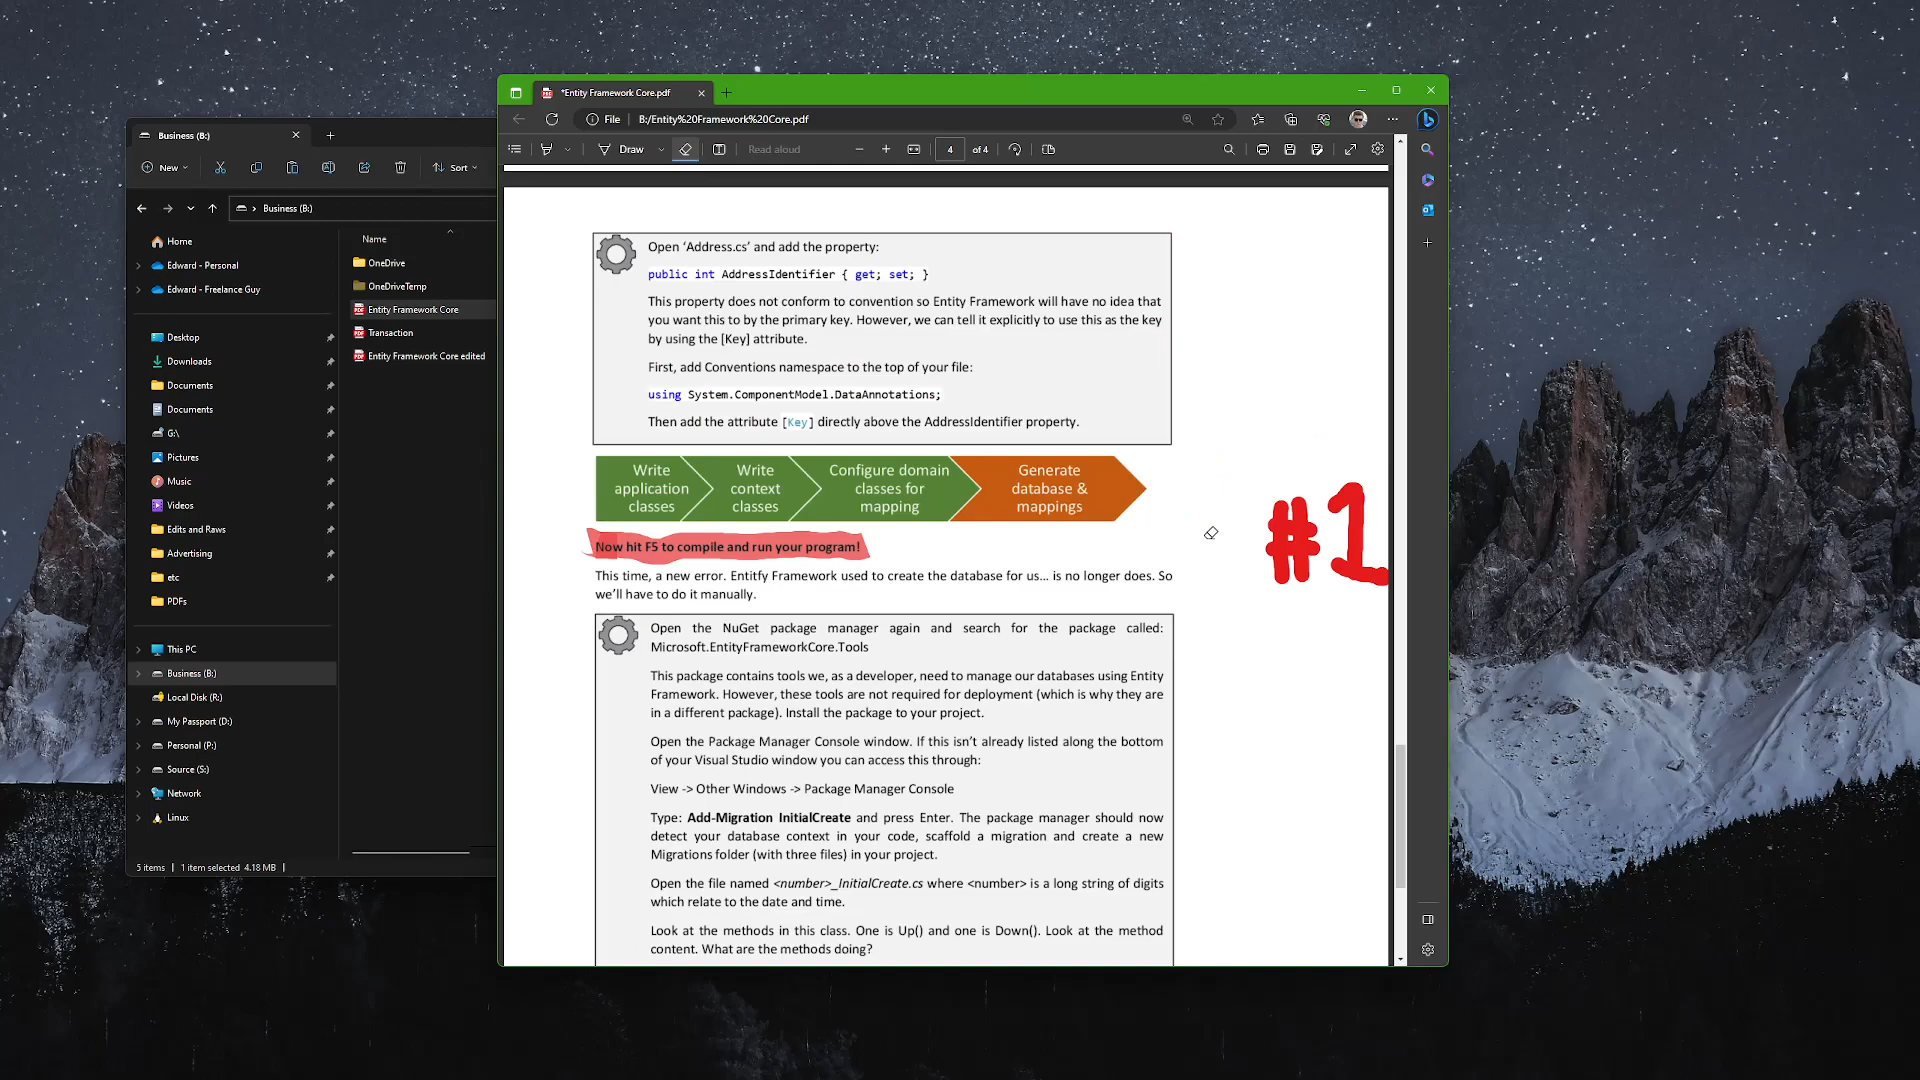 Business (B:)
New
Sort
Business (B:)
Home
Edward - Personal
Edward - Freelance Guy
Desktop
Downloads
Documents
Documents
G:\
Pictures
Music
Videos
Edits and Raws
Advertising
etc
PDFs
This PC
Business (B:)
Local Disk (R:)
My Passport (D:)
Personal (P:)
Source (S:)
Network
Linux
Name
OneDrive
OneDriveTemp
Entity Framework Core
Transaction
Entity Framework Core edited
5 items
1 item selected 4.18 MB
*Entity Framework Core.pdf
File
B:/Entity%20Framework%20Core.pdf
Draw
Read aloud
4
of 4
Open ‘Address.cs’ and add the property:
public int AddressIdentifier { get; set; }
This property does not conform to convention so Entity Framework will have no idea that
you want this to by the primary key. However, we can tell it explicitly to use this as the key
by using the [Key] attribute.
First, add Conventions namespace to the top of your file:
using System.ComponentModel.DataAnnotations;
Then add the attribute [Key] directly above the AddressIdentifier property.
Write
application
classes
Write
context
classes
Configure domain
classes for
mapping
Generate
database &
mappings
#1
Now hit F5 to compile and run your program!
This time, a new error. Entitfy Framework used to create the database for us… is no longer does. So
we’ll have to do it manually.
Open the NuGet package manager again and search for the package called:
Microsoft.EntityFrameworkCore.Tools
This package contains tools we, as a developer, need to manage our databases using Entity
Framework. However, these tools are not required for deployment (which is why they are
in a different package). Install the package to your project.
Open the Package Manager Console window. If this isn’t already listed along the bottom
of your Visual Studio window you can access this through:
View -> Other Windows -> Package Manager Console
Type: Add-Migration InitialCreate and press Enter. The package manager should now
detect your database context in your code, scaffold a migration and create a new
Migrations folder (with three files) in your project.
Open the file named <number>_InitialCreate.cs where <number> is a long string of digits
which relate to the date and time.
Look at the methods in this class. One is Up() and one is Down(). Look at the method
content. What are the methods doing?